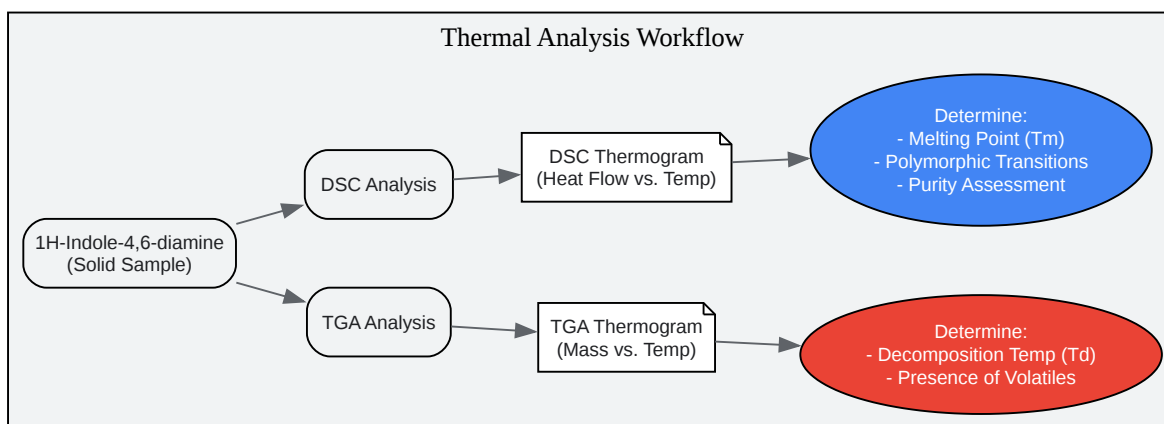 Thermal Analysis Workflow
1H-Indole-4,6-diamine
(Solid Sample)
DSC Analysis
DSC Thermogram
(Heat Flow vs. Temp)
Determine:
- Melting Point (Tm)
- Polymorphic Transitions
- Purity Assessment
TGA Analysis
TGA Thermogram
(Mass vs. Temp)
Determine:
- Decomposition Temp (Td)
- Presence of Volatiles